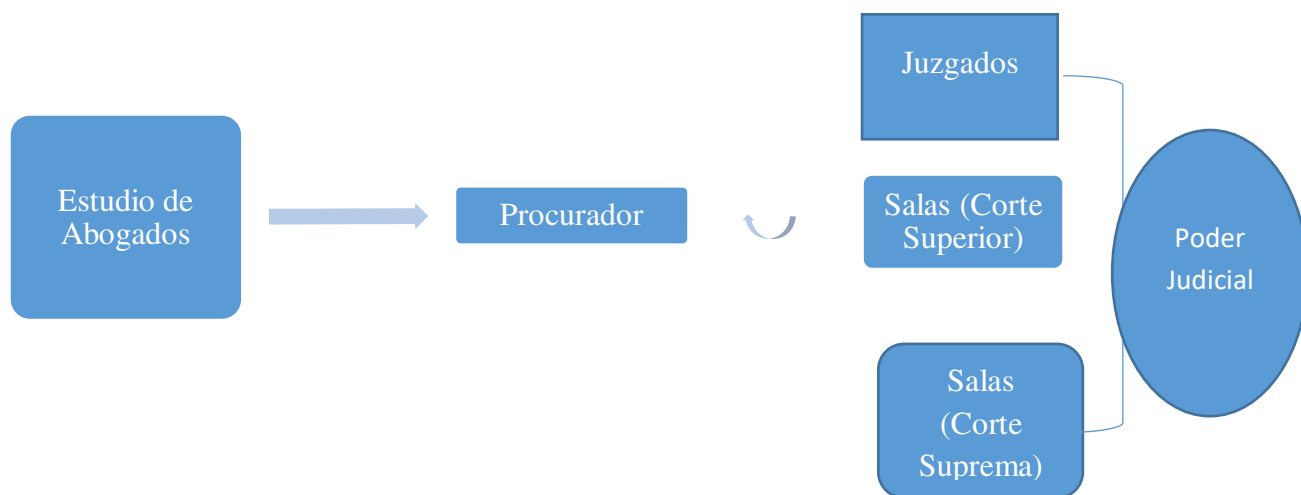 Estudio de
Abogados
Procurador
Juzgados
Salas (Corte
Superior)
Salas
(Corte
Suprema)
Poder
Judicial